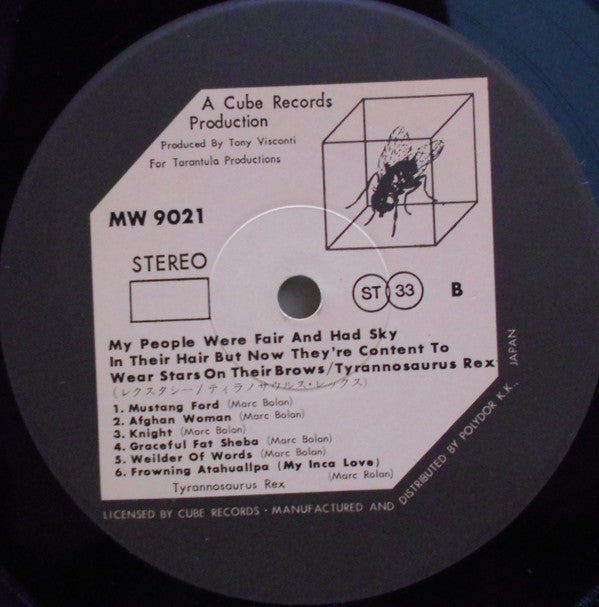 A Cube Records
Production
Produced By Tony Visconti
For Tarantula Productions
MW 9021
STEREO
ST 33 B
My People Were Fair And Had Sky
In Their Hair But Now They're Content To
Wear Stars On Their Brows/Tyrannosaurus Rex
(レクスタシー/ティラノサウルス・レックス)
1. Mustang Ford (Marc Bolan)
2. Afghan Woman (Marc Bolan)
3. Knight (Marc Bolan)
4. Graceful Fat Sheba (Marc Bolan)
5. Weilder Of Words (Marc Bolan)
6. Frowning Atahuallpa (My Inca Love)
(Marc Rolan)
Tyrannosaurus Rex
LICENSED BY CUBE RECORDS · MANUFACTURED AND DISTRIBUTED BY POLYDOR K.K., JAPAN